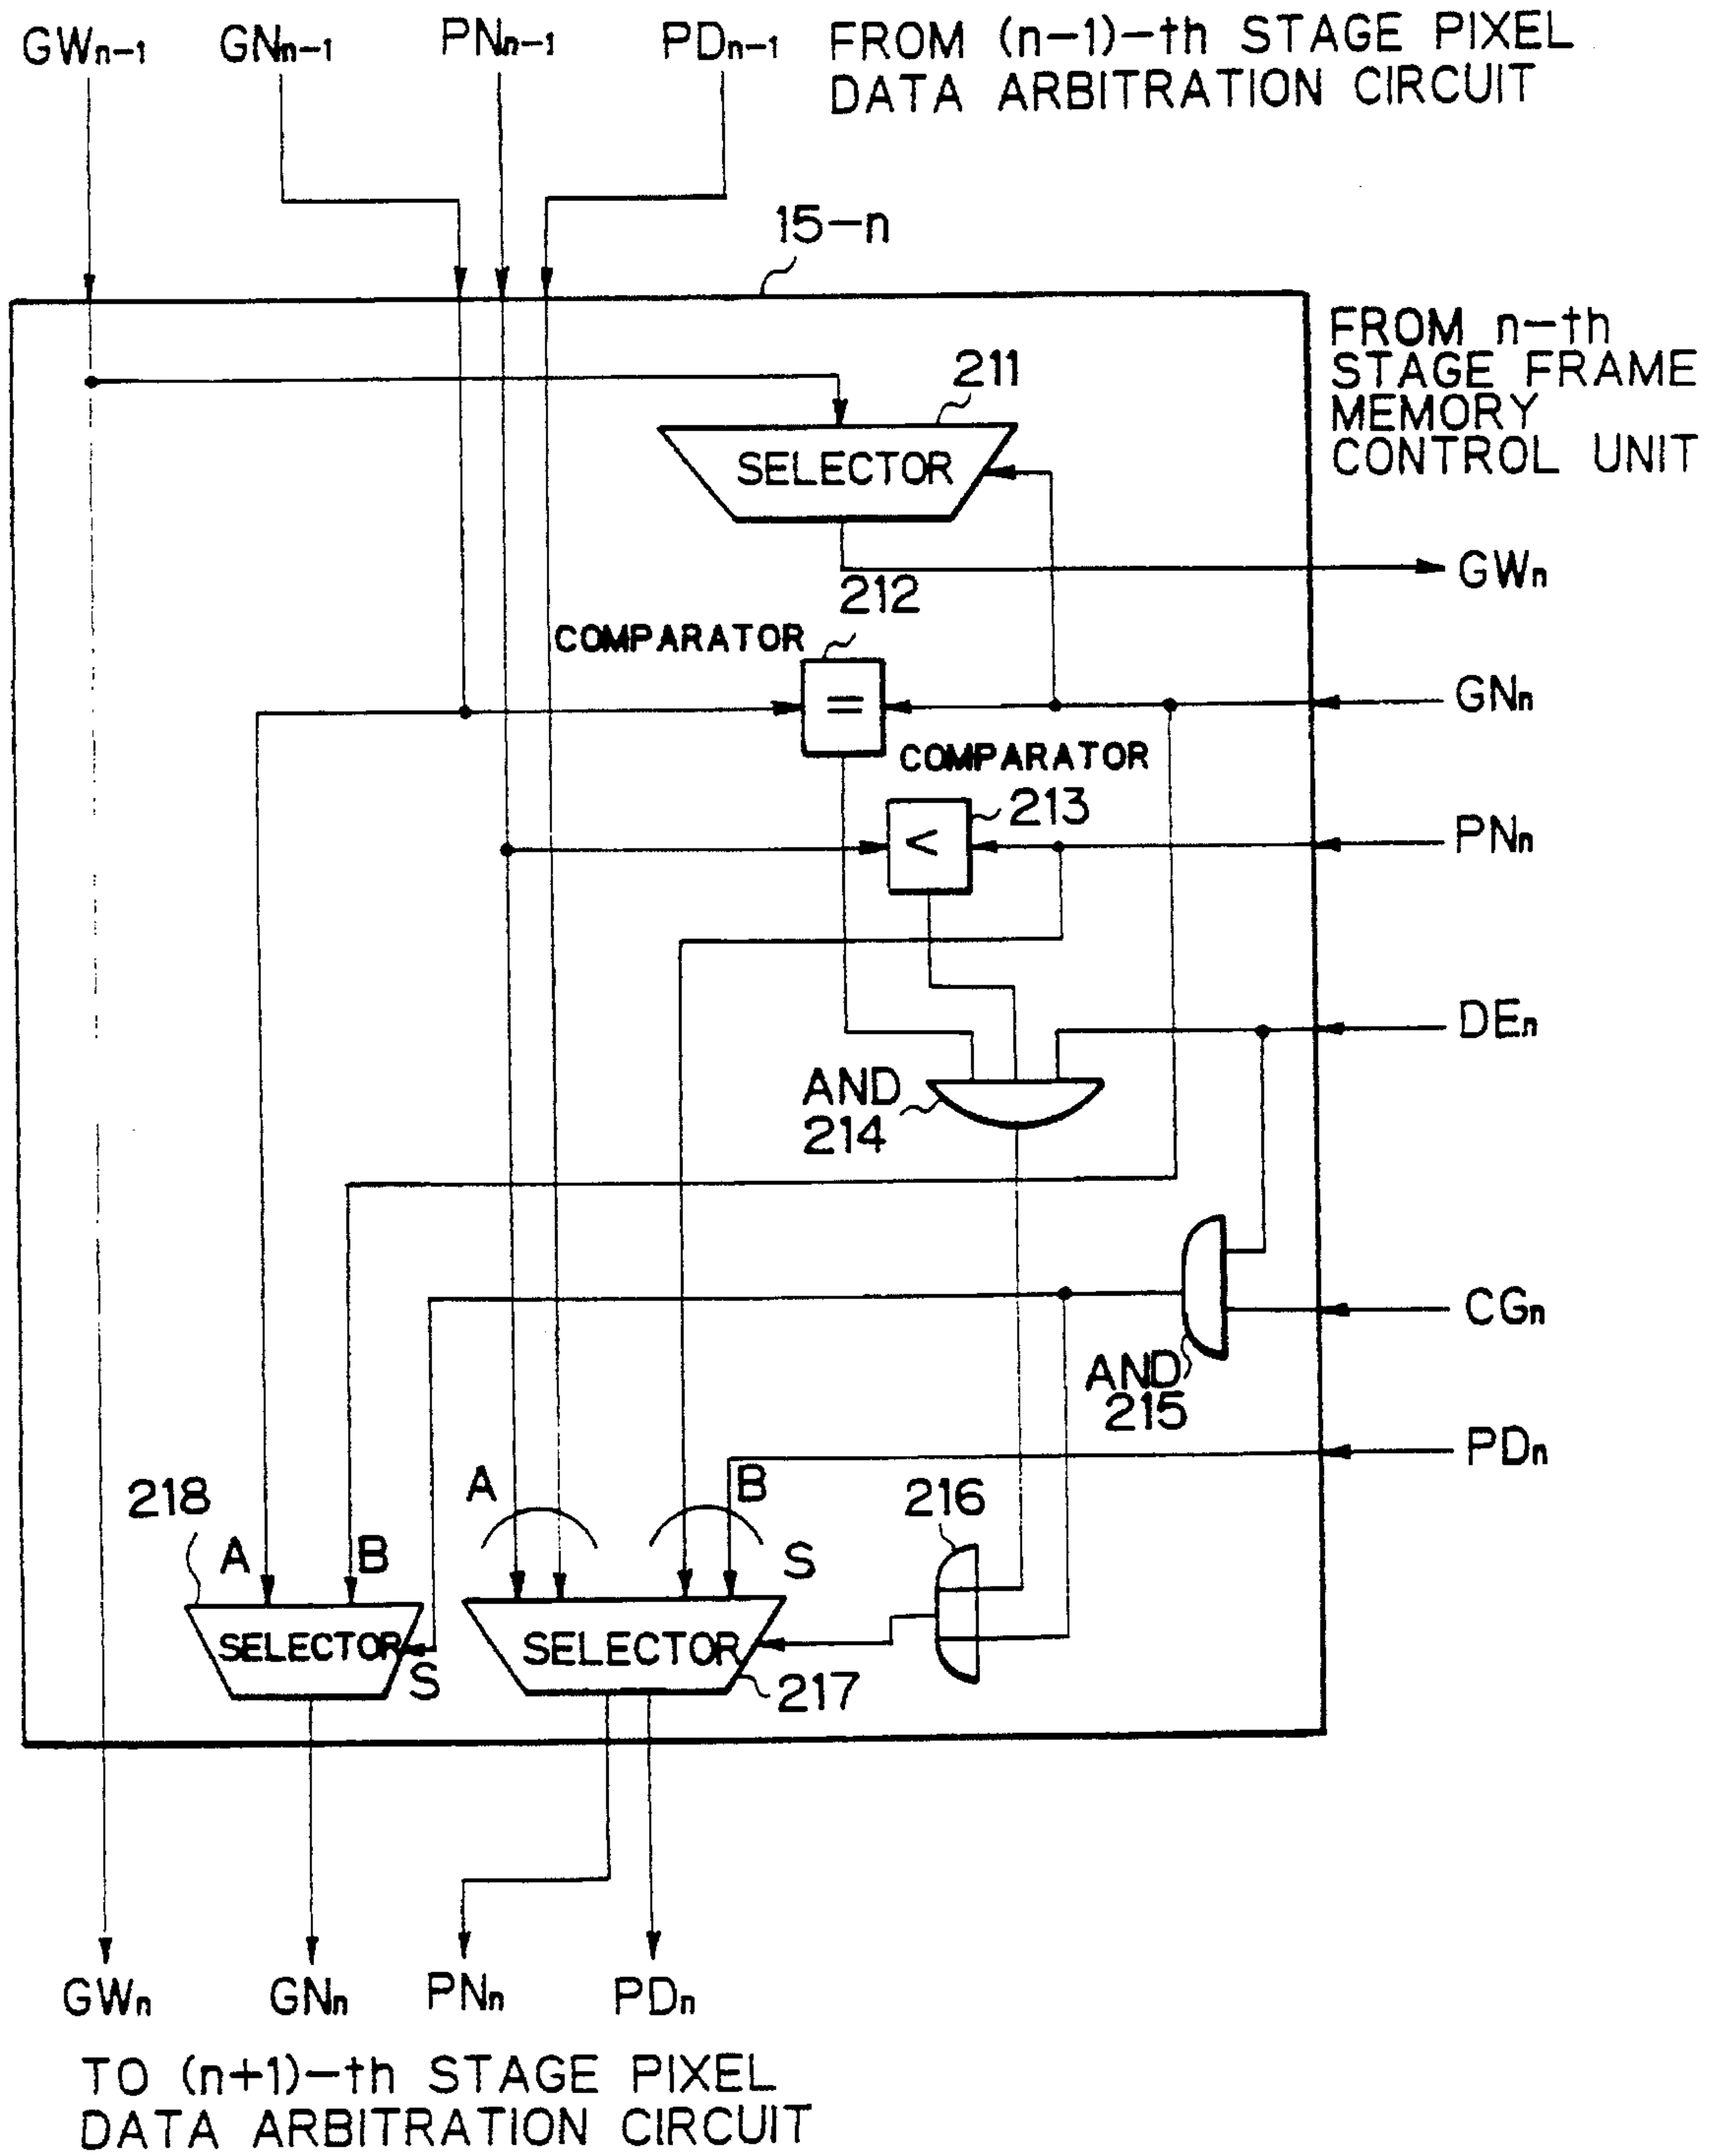 GWn-1 GNn-1 PNn-1 PDn-1 FROM (n-1)-th STAGE PIXEL
DATA ARBITRATION CIRCUIT
15-n
FROM n-th
STAGE FRAME
MEMORY
CONTROL UNIT
211
SELECTOR
GWn
212
COMPARATOR
=
GNn
COMPARATOR
213
<
PNn
DEn
AND
214
CGn
AND
215
PDn
218
A
B
A
B
S
216
SELECTOR
S
SELECTOR
217
GWn GNn PNn PDn
TO (n+1)-th STAGE PIXEL
DATA ARBITRATION CIRCUIT